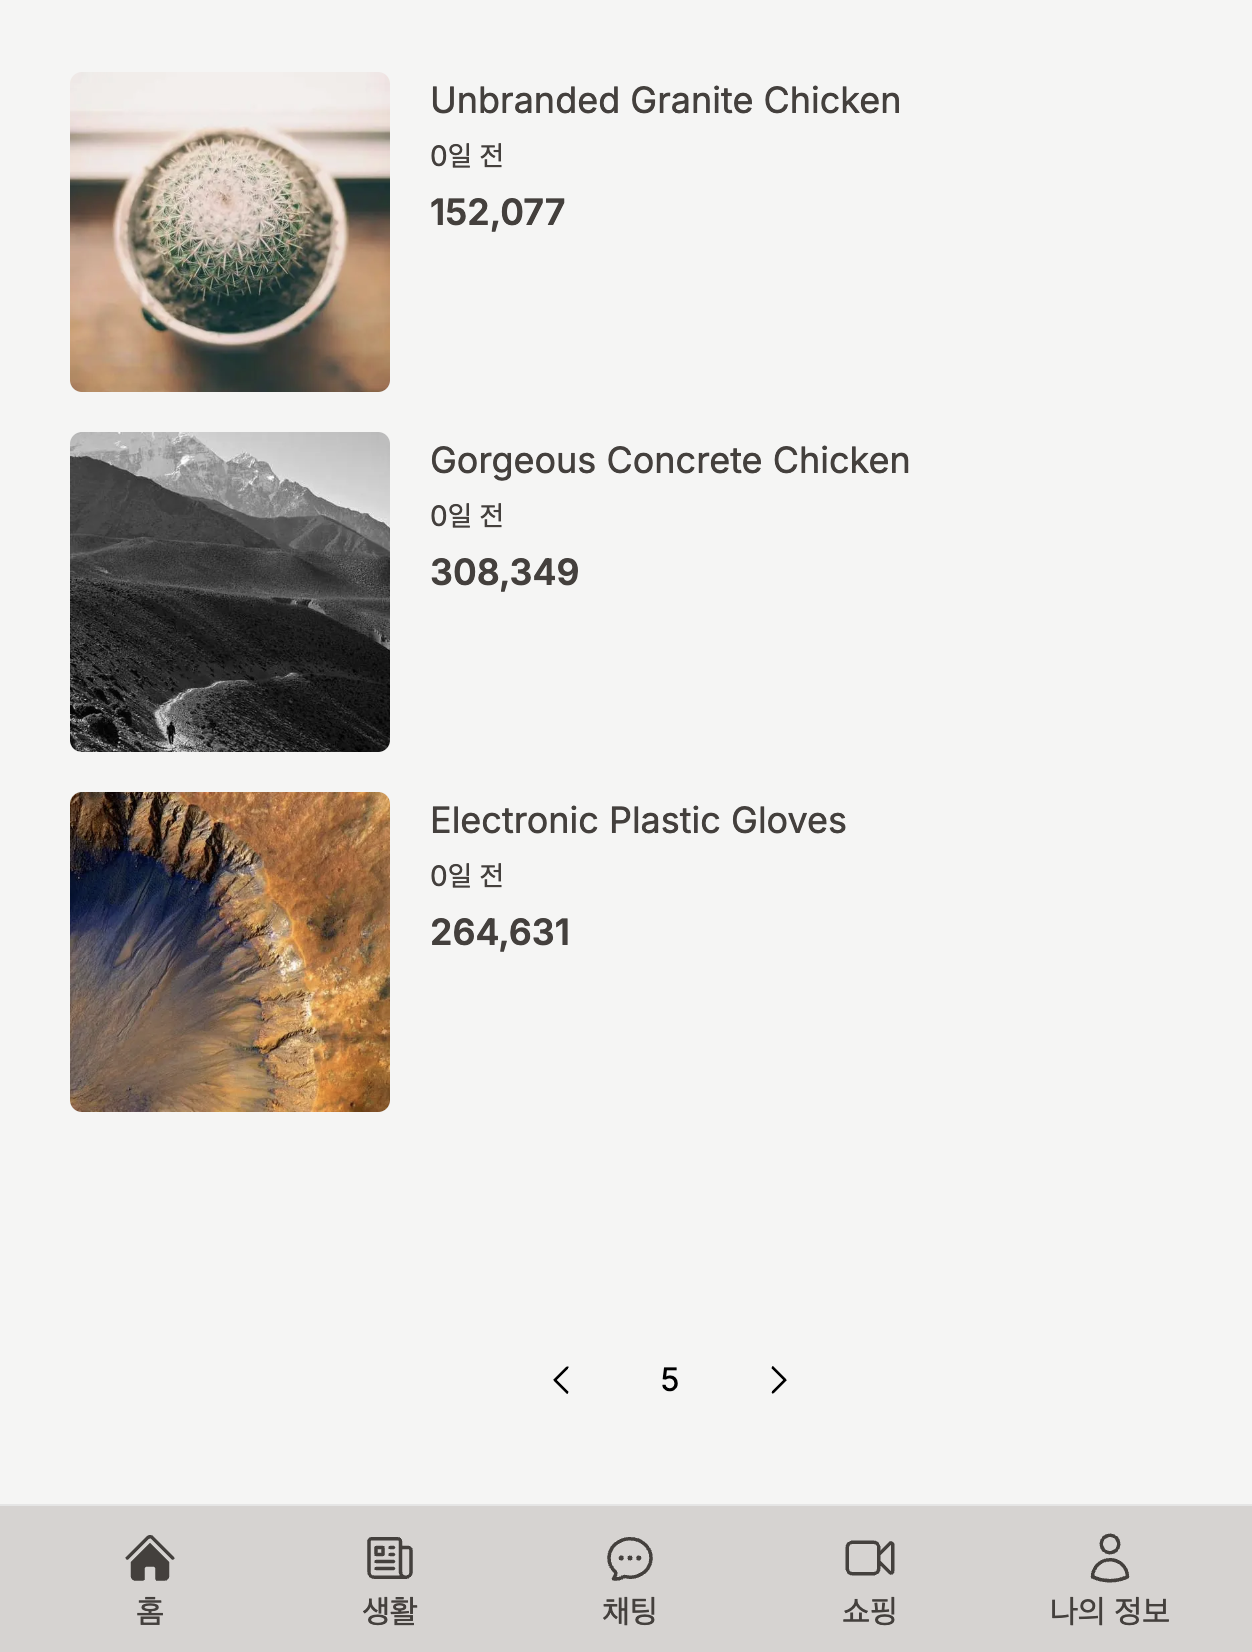 Unbranded Granite Chicken
0일 전
152,077
Gorgeous Concrete Chicken
0일 전
308,349
Electronic Plastic Gloves
0일 전
264,631
5
홈
생활
채팅
쇼핑
나의 정보